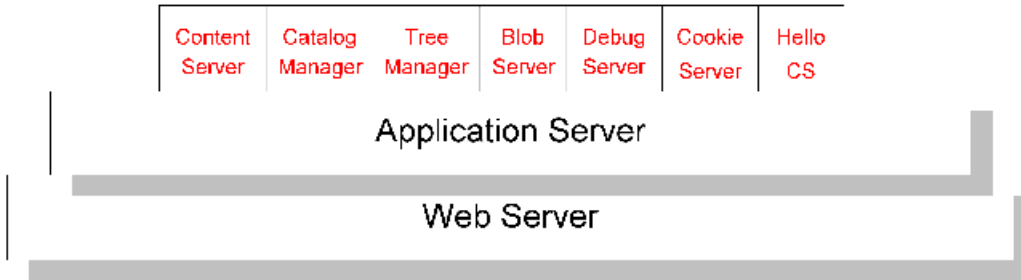 Content Catalog Tree Blob Debug Cookie Hello
Server Manager Manager Server Server Server CS
Application Server
Web Server